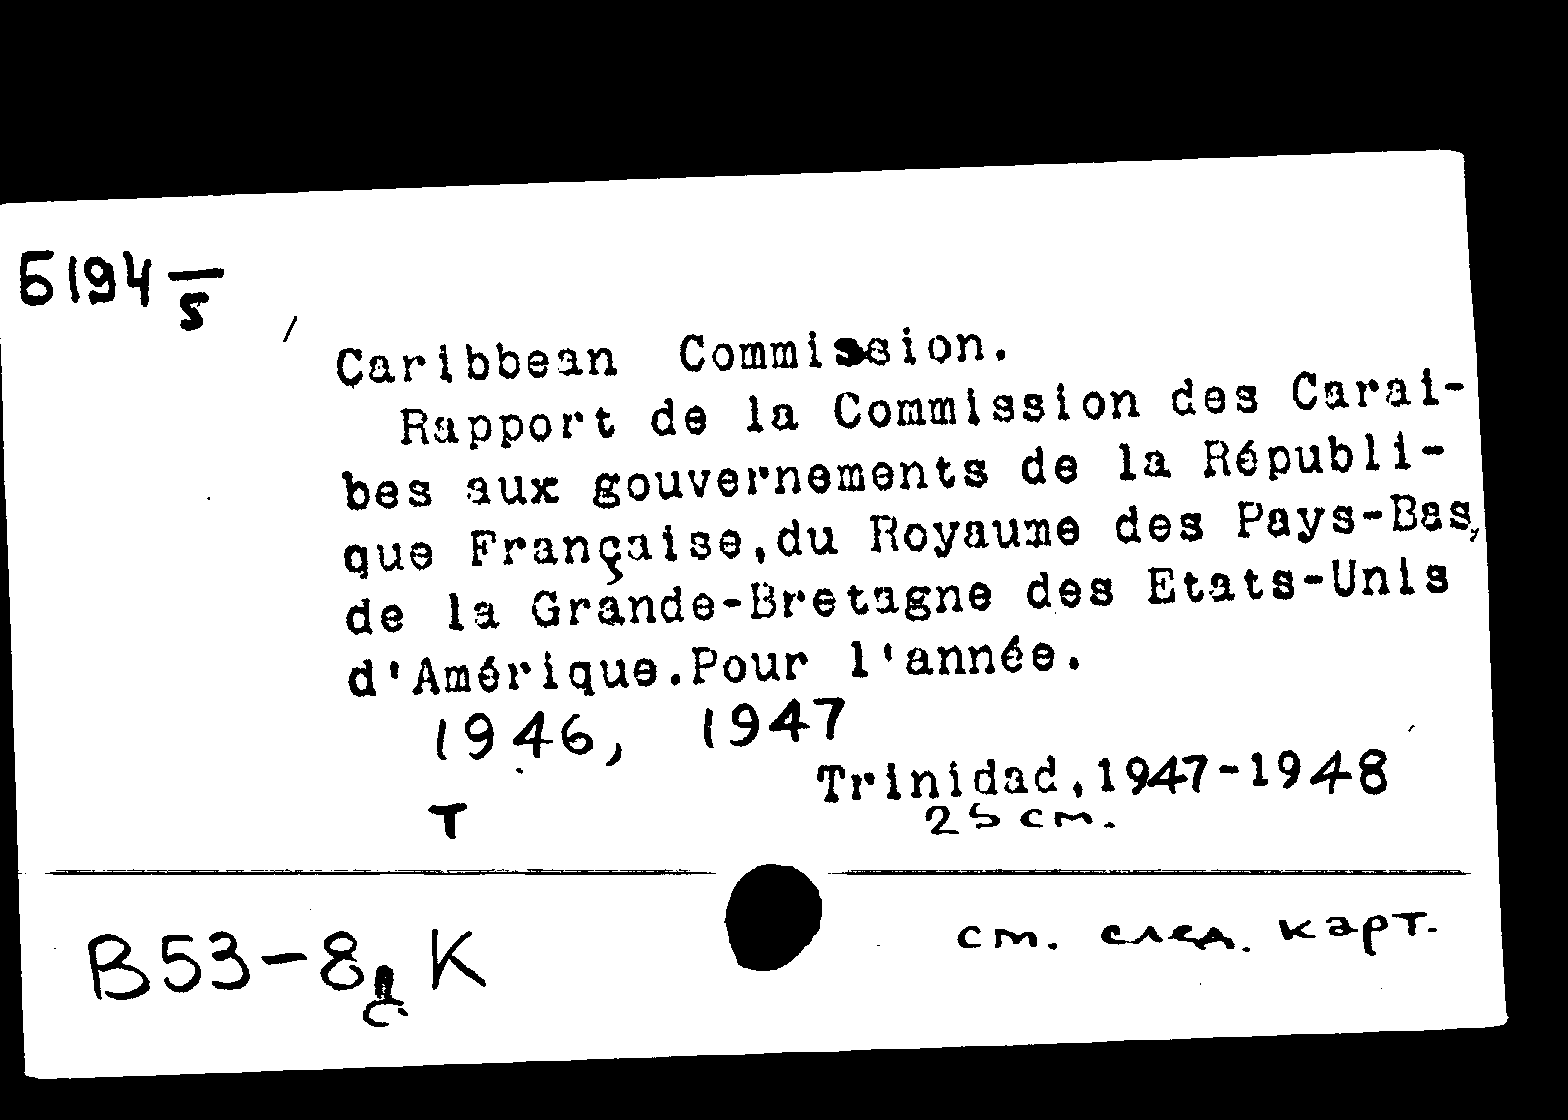 Б194—
5
Caribbean Commission.
Rapport de la Commission des Carai-
bes aux gouvernements de la Républi-
que Française,du Royaume des Pays-Bas,
de la Grande-Bretagne des Etats-Unis
d'Amérique.Pour l'année.
1946, 1947
Trinidad,1947-1948
T 25 cm.
B53-8 K
см. след. карт.